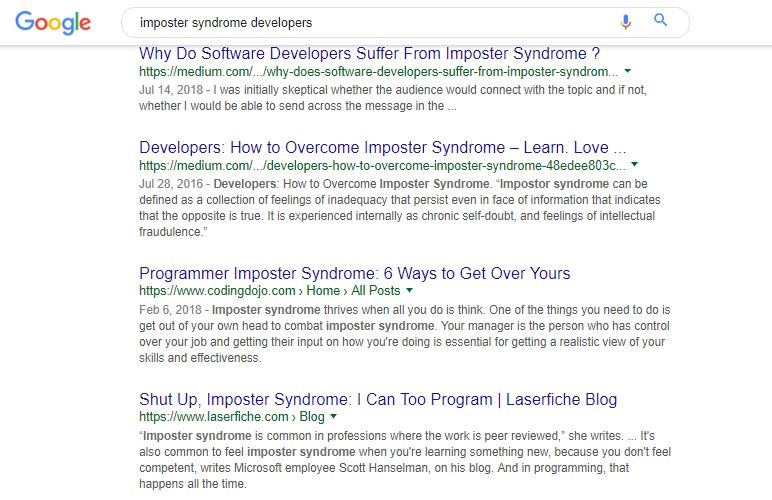 Google
imposter syndrome developers
Why Do Software Developers Suffer From Imposter Syndrome ?
https://medium.com/.../why-does-software-developers-suffer-from-imposter-syndrom...
Jul 14, 2018 - I was initially skeptical whether the audience would connect with the topic and if not,
whether I would be able to send across the message in the ...
Developers: How to Overcome Imposter Syndrome – Learn. Love ...
https://medium.com/.../developers-how-to-overcome-imposter-syndrome-48edee803c...
Jul 28, 2016 - Developers: How to Overcome Imposter Syndrome. “Impostor syndrome can be
defined as a collection of feelings of inadequacy that persist even in face of information that indicates
that the opposite is true. It is experienced internally as chronic self-doubt, and feelings of intellectual
fraudulence.”
Programmer Imposter Syndrome: 6 Ways to Get Over Yours
https://www.codingdojo.com › Home › All Posts
Feb 6, 2018 - Imposter syndrome thrives when all you do is think. One of the things you need to do is
get out of your own head to combat imposter syndrome. Your manager is the person who has control
over your job and getting their input on how you're doing is essential for getting a realistic view of your
skills and effectiveness.
Shut Up, Imposter Syndrome: I Can Too Program | Laserfiche Blog
https://www.laserfiche.com › Blog
“Imposter syndrome is common in professions where the work is peer reviewed,” she writes. ... It's
also common to feel imposter syndrome when you're learning something new, because you don't feel
competent, writes Microsoft employee Scott Hanselman, on his blog. And in programming, that
happens all the time.